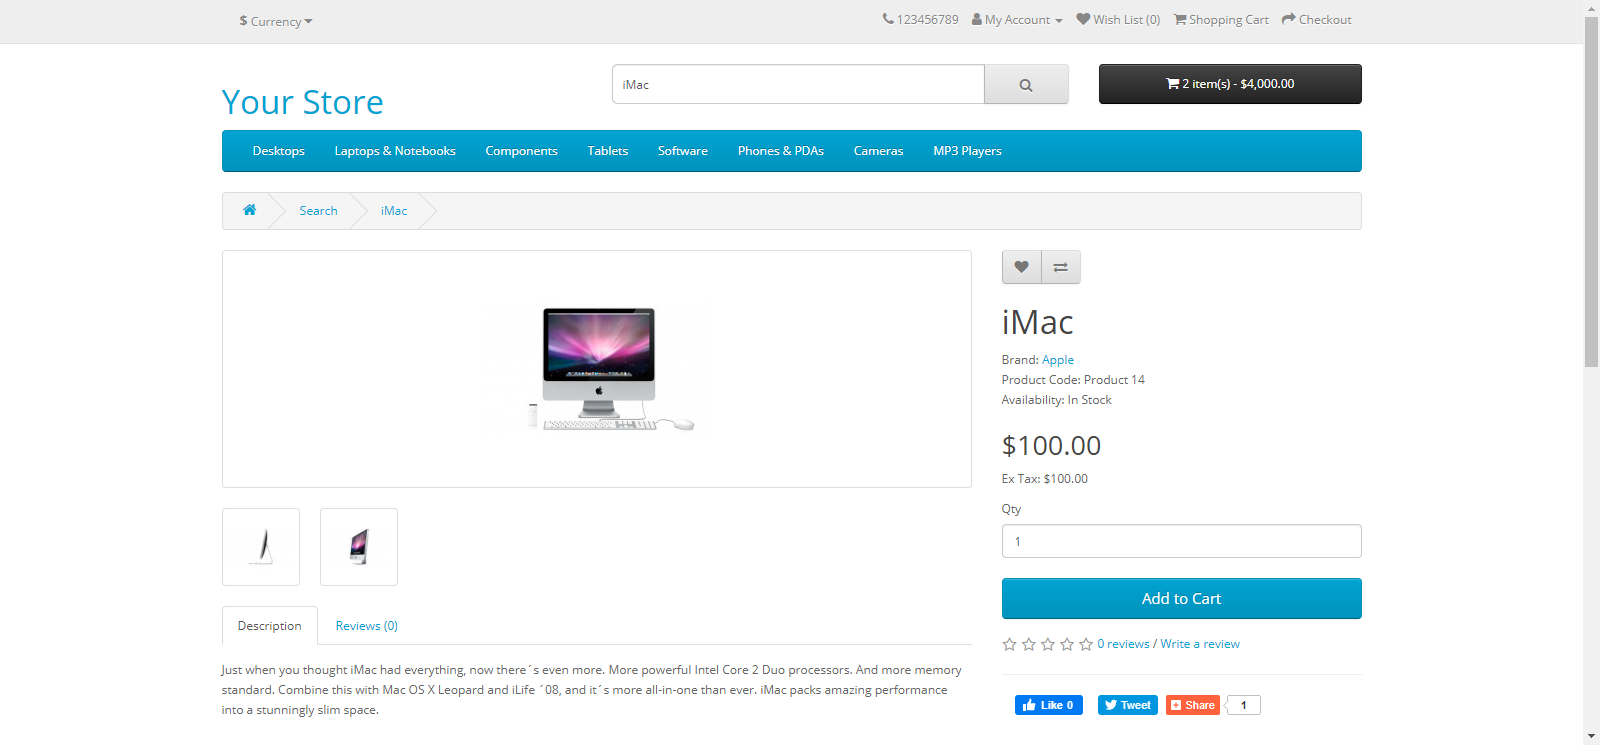 $ Currency
123456789 My Account Wish List (0) Shopping Cart Checkout
Your Store
iMac
2 item(s) - $4,000.00
Desktops Laptops & Notebooks Components Tablets Software Phones & PDAs Cameras MP3 Players
Search iMac
iMac
Brand: Apple
Product Code: Product 14
Availability: In Stock
$100.00
Ex Tax: $100.00
Qty
1
Add to Cart
0 reviews / Write a review
Like 0 Tweet Share 1
Description Reviews (0)
Just when you thought iMac had everything, now there´s even more. More powerful Intel Core 2 Duo processors. And more memory
standard. Combine this with Mac OS X Leopard and iLife ´08, and it´s more all-in-one than ever. iMac packs amazing performance
into a stunningly slim space.